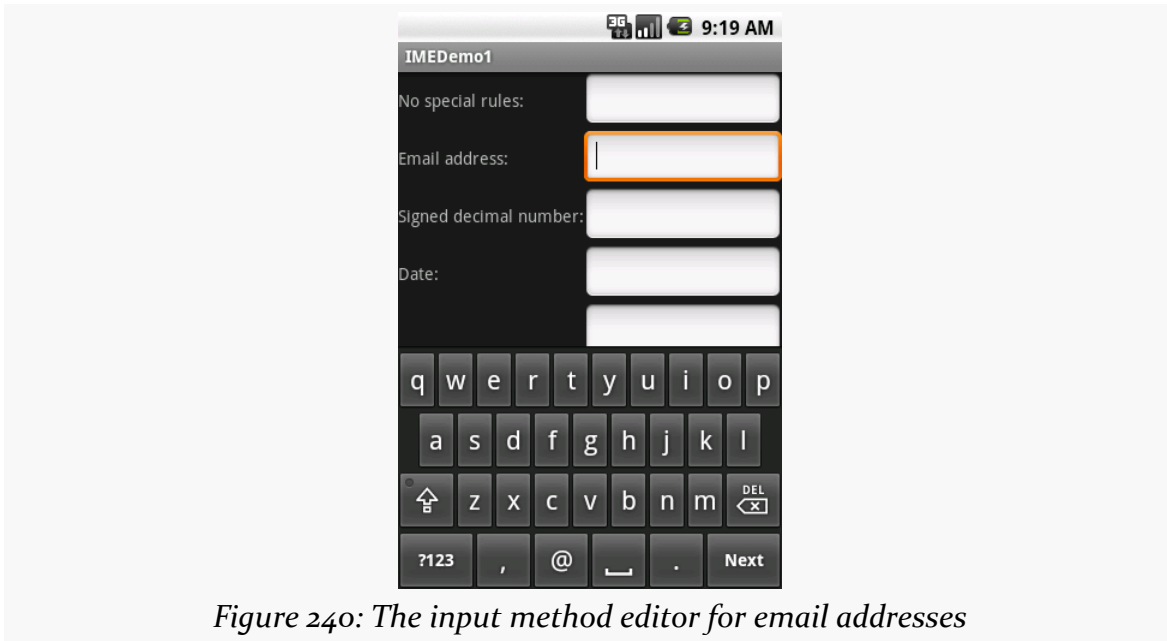 3G 9:19 AM
IMEDemo1
No special rules:
Email address:
Signed decimal number:
Date:
q w e r t y u i o p
a s d f g h j k l
z x c v b n m DEL
?123 , @ . Next
Figure 240: The input method editor for email addresses